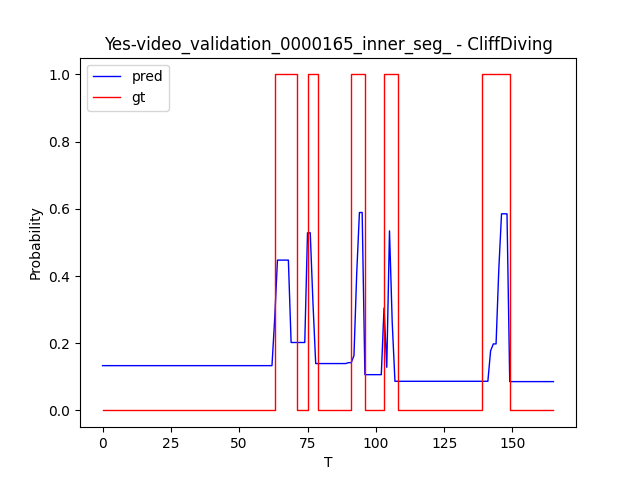 Yes-video_validation_0000165_inner_seg_ - CliffDiving
pred
gt
1.0
0.8
0.6
0.4
0.2
0.0
Probability
0 25 50 75 100 125 150
T